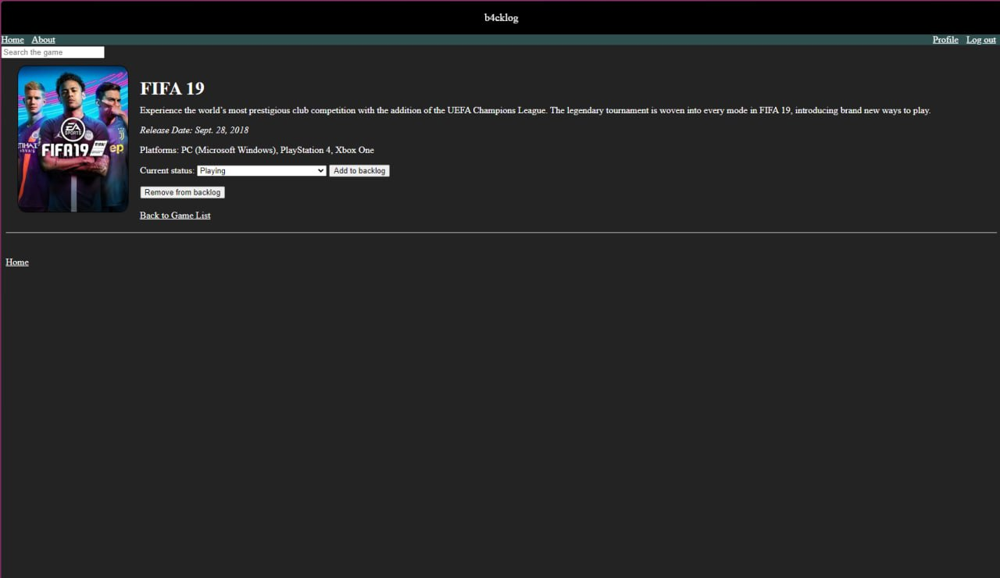 b4cklog
Home About Profile Log out
Search the game
FIFA 19
Experience the world’s most prestigious club competition with the addition of the UEFA Champions League. The legendary tournament is woven into every mode in FIFA 19, introducing brand new ways to play.
Release Date: Sept. 28, 2018
Platforms: PC (Microsoft Windows), PlayStation 4, Xbox One
Current status: Playing Add to backlog
Remove from backlog
Back to Game List
EA
SPORTS
FIFA19
Home